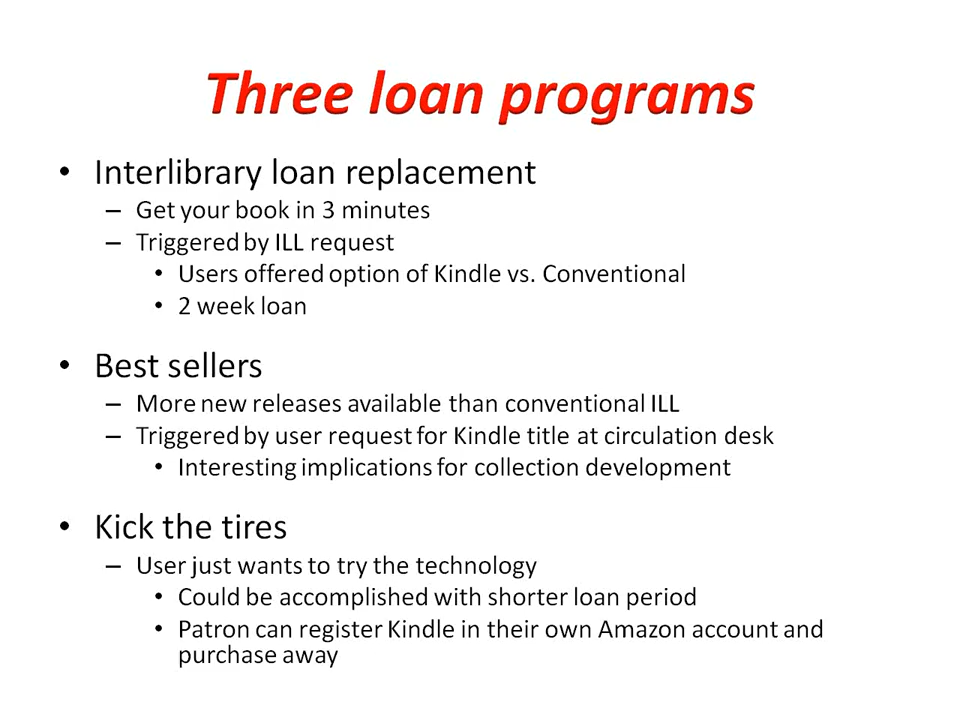 Three loan programs
• Interlibrary loan replacement
– Get your book in 3 minutes
– Triggered by ILL request
• Users offered option of Kindle vs. Conventional
• 2 week loan
• Best sellers
– More new releases available than conventional ILL
– Triggered by user request for Kindle title at circulation desk
• Interesting implications for collection development
• Kick the tires
– User just wants to try the technology
• Could be accomplished with shorter loan period
• Patron can register Kindle in their own Amazon account and
purchase away